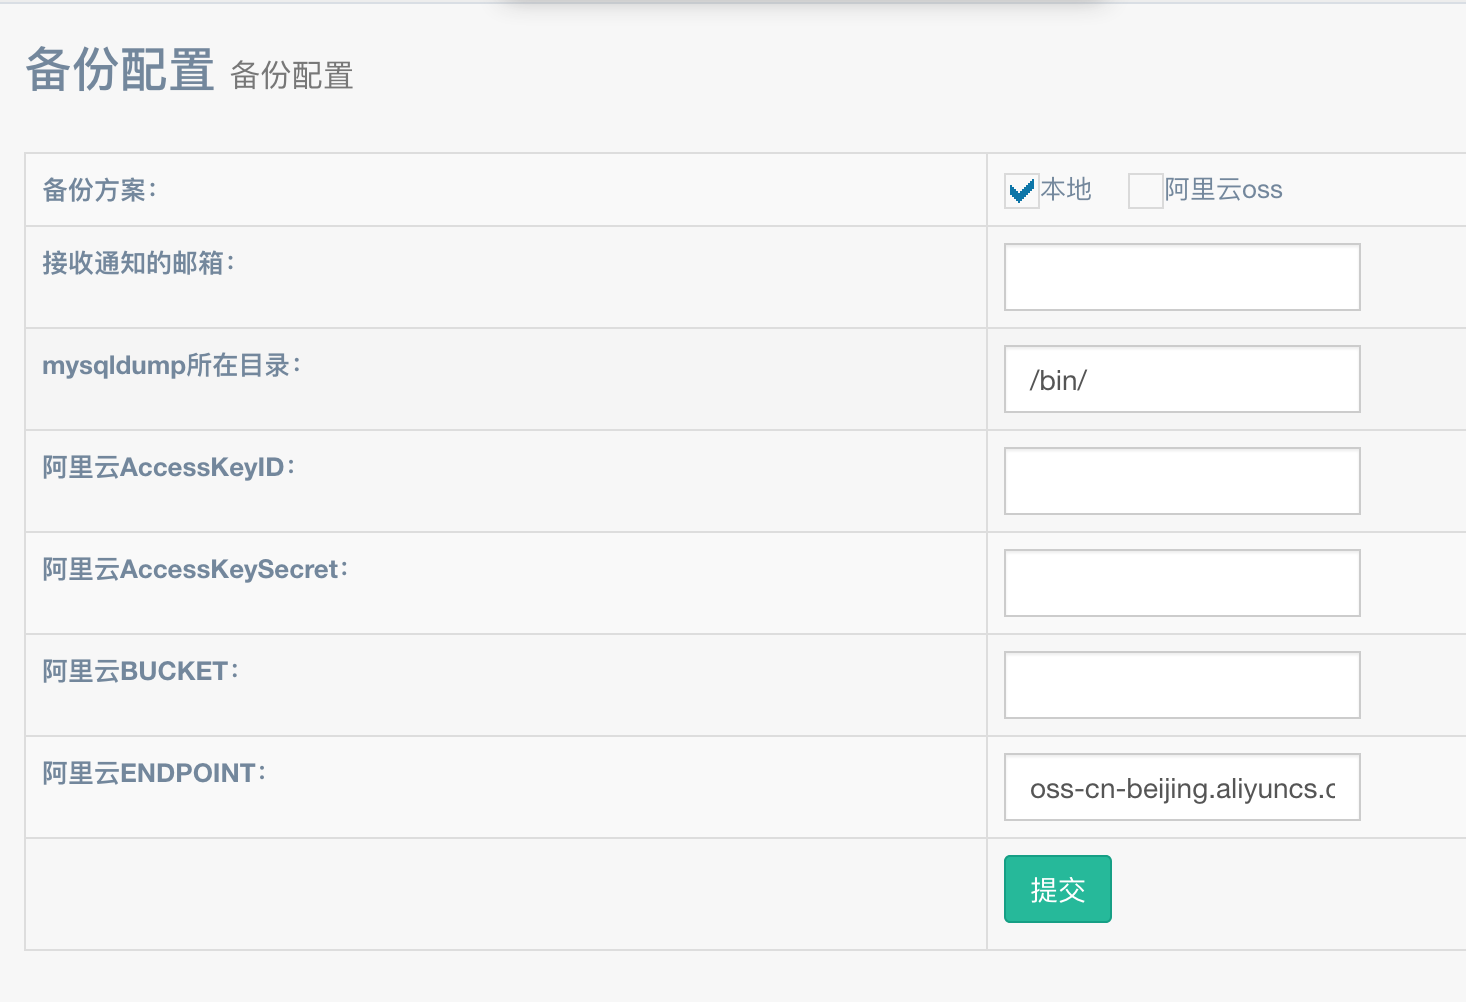 备份配置 备份配置
备份方案： 本地 阿里云oss
接收通知的邮箱：
mysqldump所在目录： /bin/
阿里云AccessKeyID：
阿里云AccessKeySecret：
阿里云BUCKET：
阿里云ENDPOINT： oss-cn-beijing.aliyuncs.c
提交